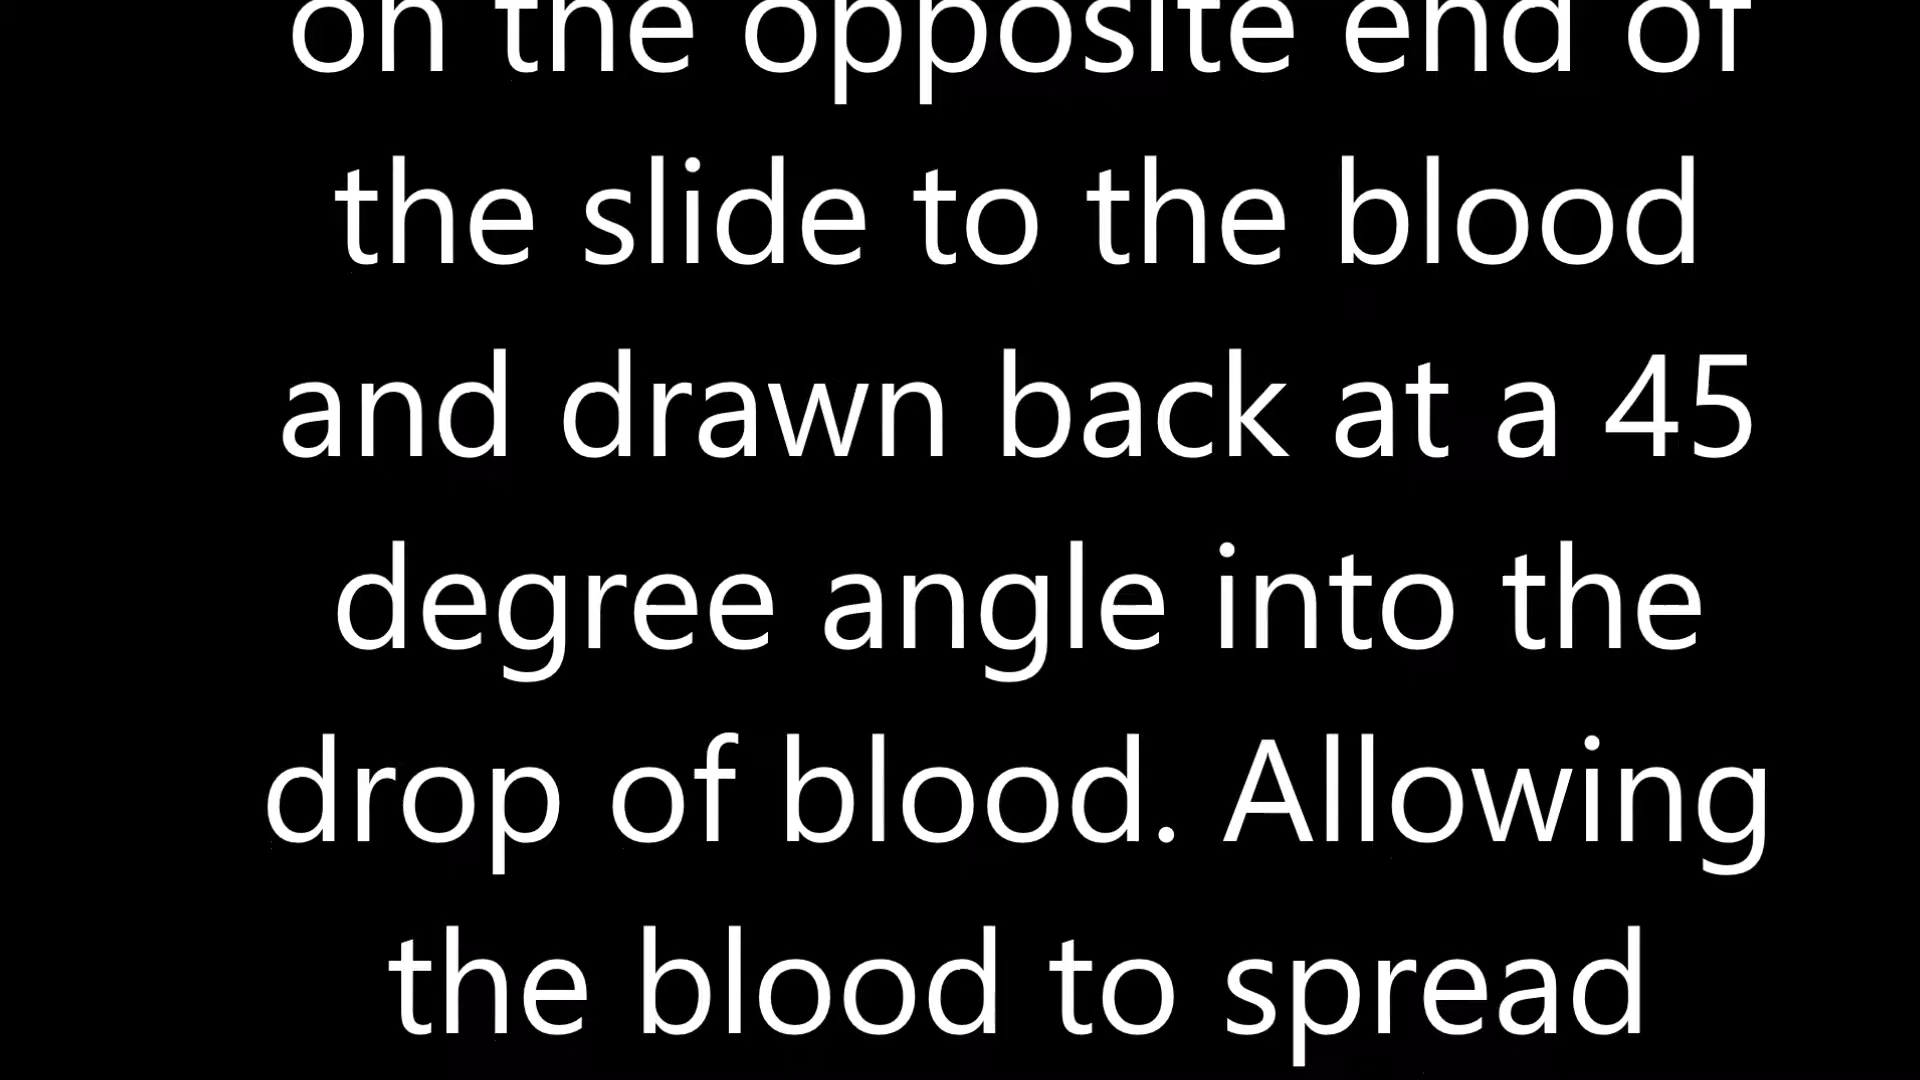 on the opposite end of
the slide to the blood
and drawn back at a 45
degree angle into the
drop of blood. Allowing
the blood to spread